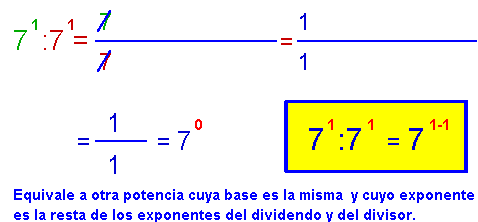 7¹:7¹= 7/7 = 1/1
= 1/1 = 7⁰
7¹:7¹ = 7¹⁻¹
Equivale a otra potencia cuya base es la misma y cuyo exponente
es la resta de los exponentes del dividendo y del divisor.